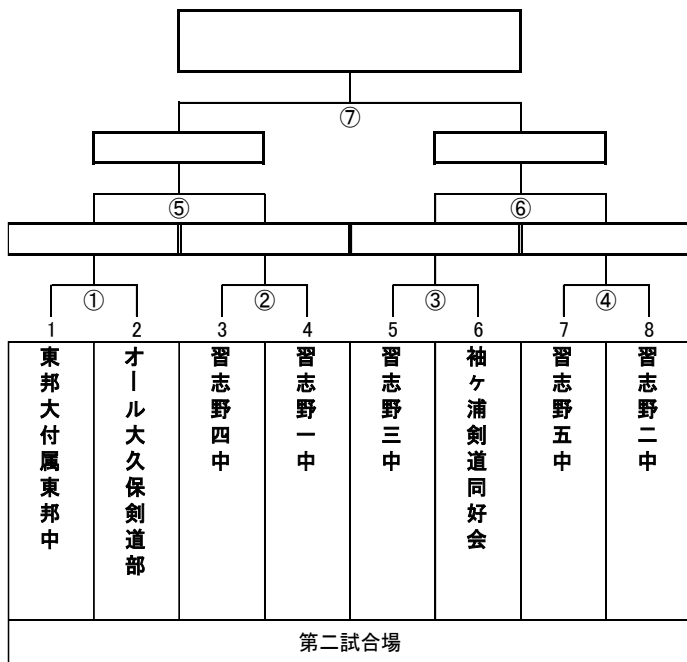 ⑦
⑤
⑥
①
②
③
④
1
2
3
4
5
6
7
8
東邦大付属東邦中
オール大久保剣道部
習志野四中
習志野一中
習志野三中
袖ヶ浦剣道同好会
習志野五中
習志野二中
第二試合場